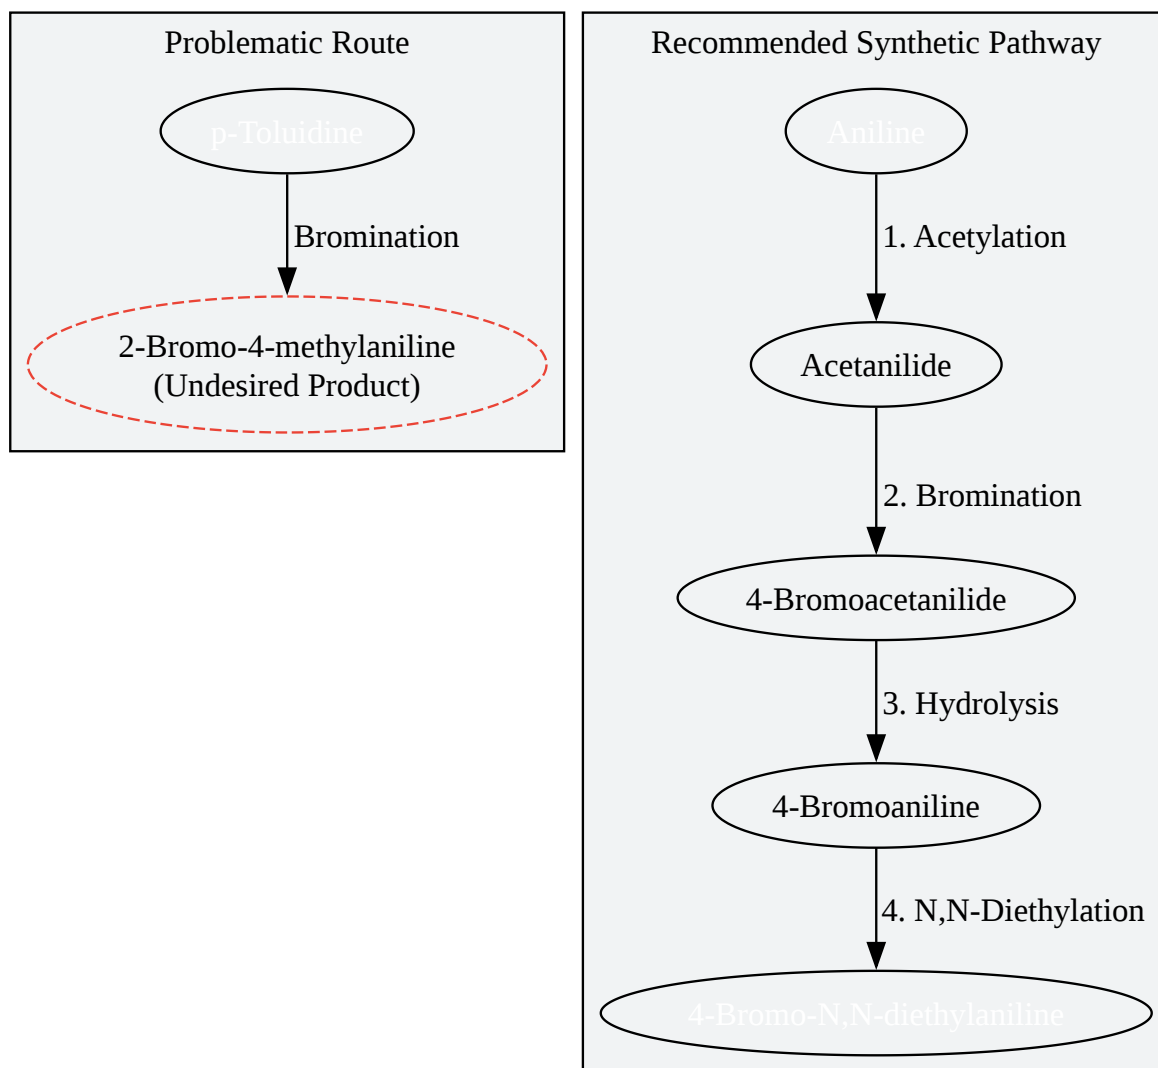 Problematic Route
p-Toluidine
Bromination
2-Bromo-4-methylaniline
(Undesired Product)
Recommended Synthetic Pathway
Aniline
1. Acetylation
Acetanilide
2. Bromination
4-Bromoacetanilide
3. Hydrolysis
4-Bromoaniline
4. N,N-Diethylation
4-Bromo-N,N-diethylaniline